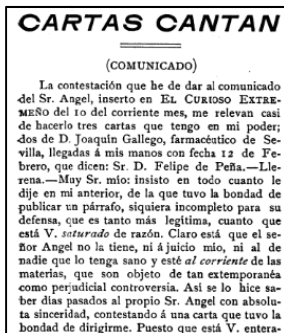 CARTAS CANTAN
(COMUNICADO)
La contestación que he de dar al comunicado
del Sr. Angel, inserto en EL CURIOSO EXTRE-
MEÑO del 10 del corriente mes, me relevan casi
de hacerlo tres cartas que tengo en mi poder;
dos de D. Joaquin Gallego, farmacéutico de Se-
villa, llegadas á mis manos con fecha 12 de Fe-
brero, que dicen: Sr. D. Felipe de Peña.—Lle-
rena.—Muy Sr. mio: insisto en todo cuanto le
dije en mi anterior, de la que tuvo la bondad de
publicar un párrafo, siquiera incompleto para su
defensa, que es tanto más legítima, cuanto que
está V. saturado de razón. Claro está que el se-
ñor Angel no la tiene, ni á juicio mio, ni al de
nadie que lo tenga sano y esté al corriente de las
materias, que son objeto de tan extemporanéa
como perjudicial controversia. Asi se lo hice sa-
ber dias pasados al propio Sr. Angel con absolu-
ta sinceridad, contestando á una carta que tuvo la
bondad de dirigirme. Puesto que está V. entera-